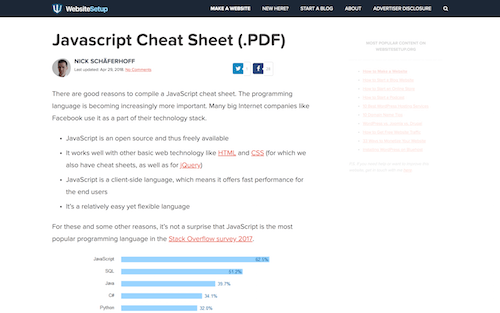 WebsiteSetup
MAKE A WEBSITE NEW HERE? START A BLOG ABOUT ADVERTISER DISCLOSURE
Javascript Cheat Sheet (.PDF)
NICK SCHÄFERHOFF
Last updated: Apr 29, 2018 No Comments
There are good reasons to compile a JavaScript cheat sheet. The programming
language is becoming increasingly more important. Many big Internet companies like
Facebook use it as a part of their technology stack.
• JavaScript is an open source and thus freely available
• It works well with other basic web technology like HTML and CSS (for which we
also have cheat sheets, as well as for jQuery)
• JavaScript is a client-side language, which means it offers fast performance for
the end users
• It's a relatively easy yet flexible language
For these and some other reasons, it's not a surprise that JavaScript is the most
popular programming language in the Stack Overflow survey 2017.
JavaScript 62.5%
SQL 51.2%
Java 39.7%
C# 34.1%
Python 32.0%
MOST POPULAR CONTENT ON
WEBSITESETUP.ORG